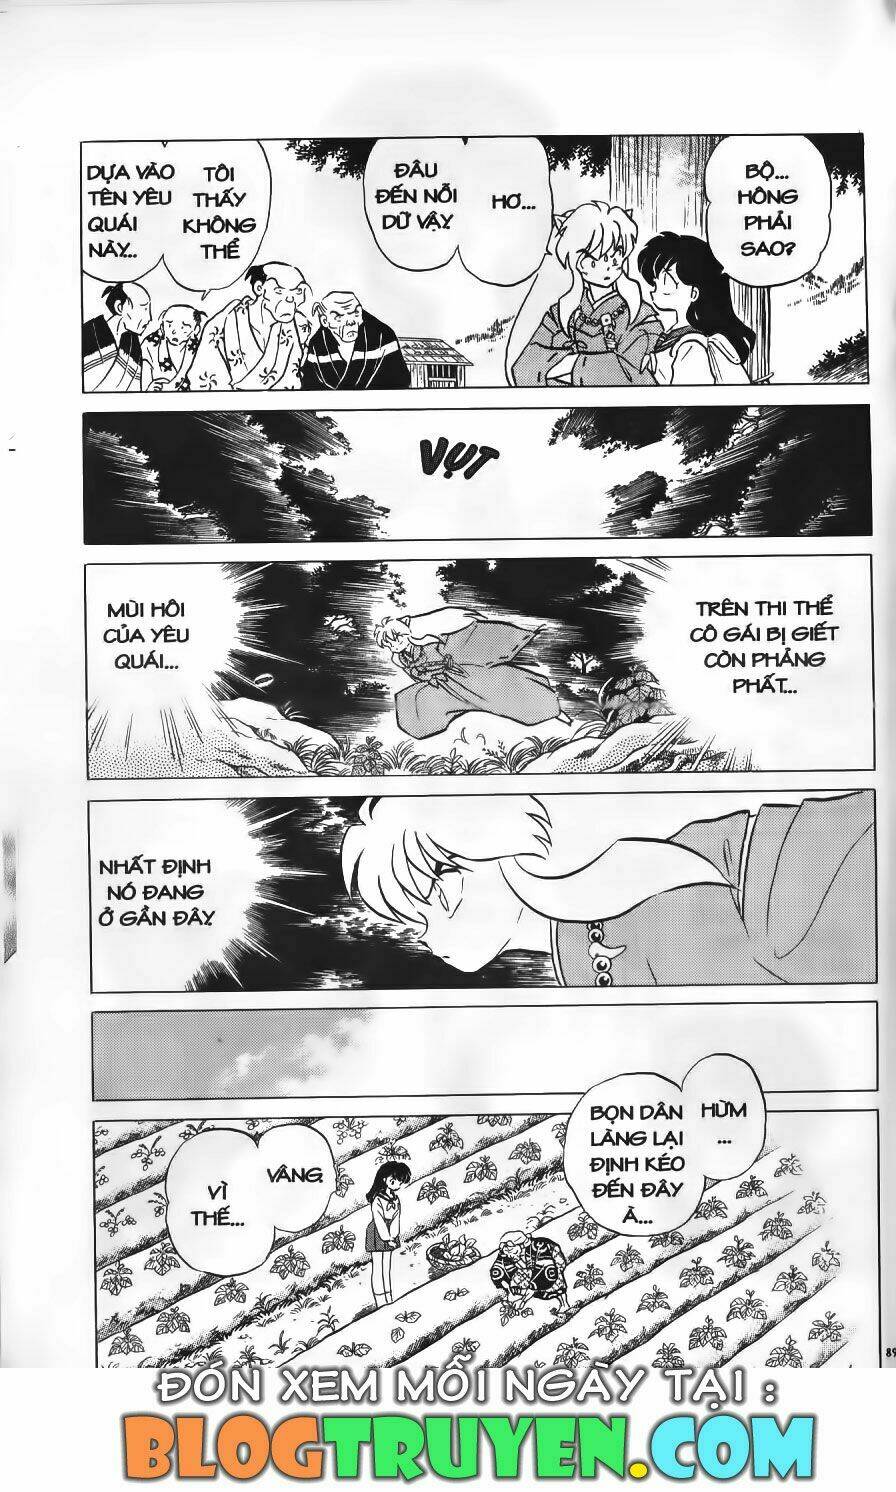 BỘ...
HÔNG
PHẢI
SAO?
HƠ...
ĐÂU
ĐẾN NỖI
DỮ VẬY.
TÔI
THẤY
KHÔNG
THỂ
DỰA VÀO
TÊN YÊU
QUÁI
NÀY...
VỤT
TRÊN THI THỂ
CÔ GÁI BỊ GIẾT
CÒN PHẢNG
PHẤT...
MÙI HÔI
CỦA YÊU
QUÁI...
NHẤT ĐỊNH
NÓ ĐANG
Ở GẦN ĐÂY.
HỪM
...
BỌN DÂN
LÃNG LẠI
ĐỊNH KÉO
ĐẾN ĐÂY
À...
VÂNG.
VÌ
THẾ...
89
ĐÓN XEM MỖI NGÀY TẠI :
BLOGTRUYEN.COM